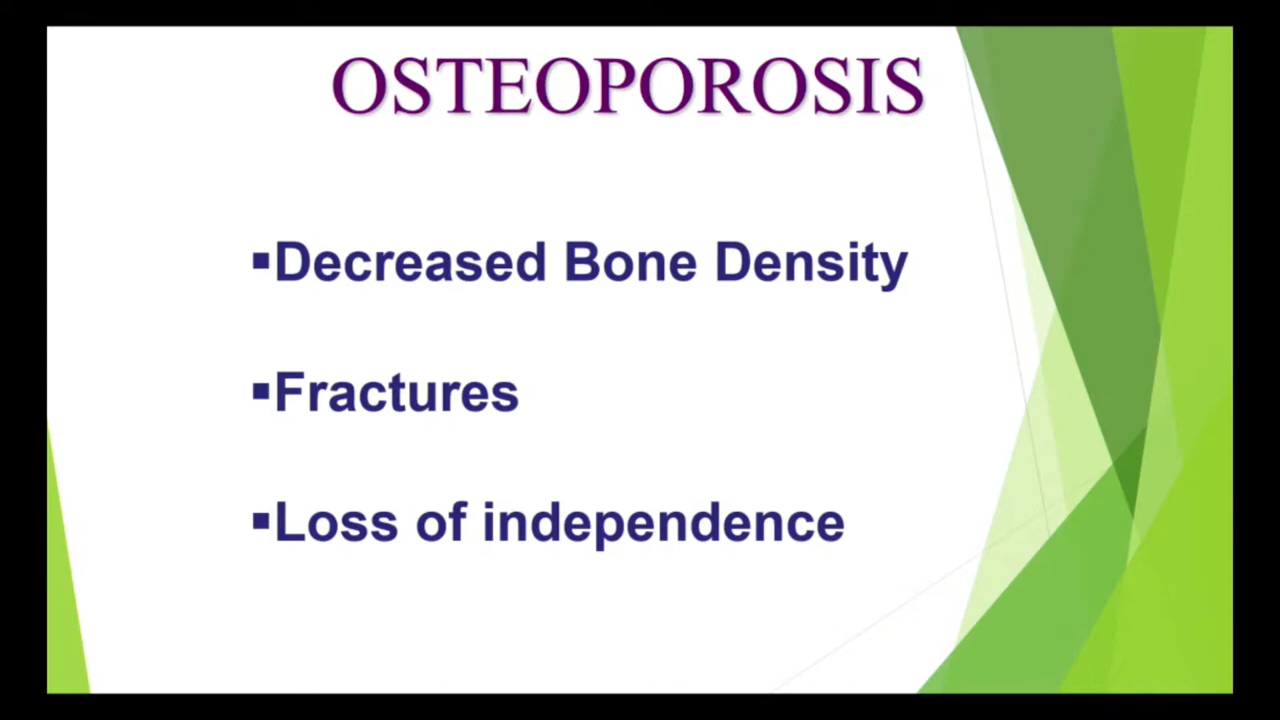 OSTEOPOROSIS
▪Decreased Bone Density
▪Fractures
▪Loss of independence